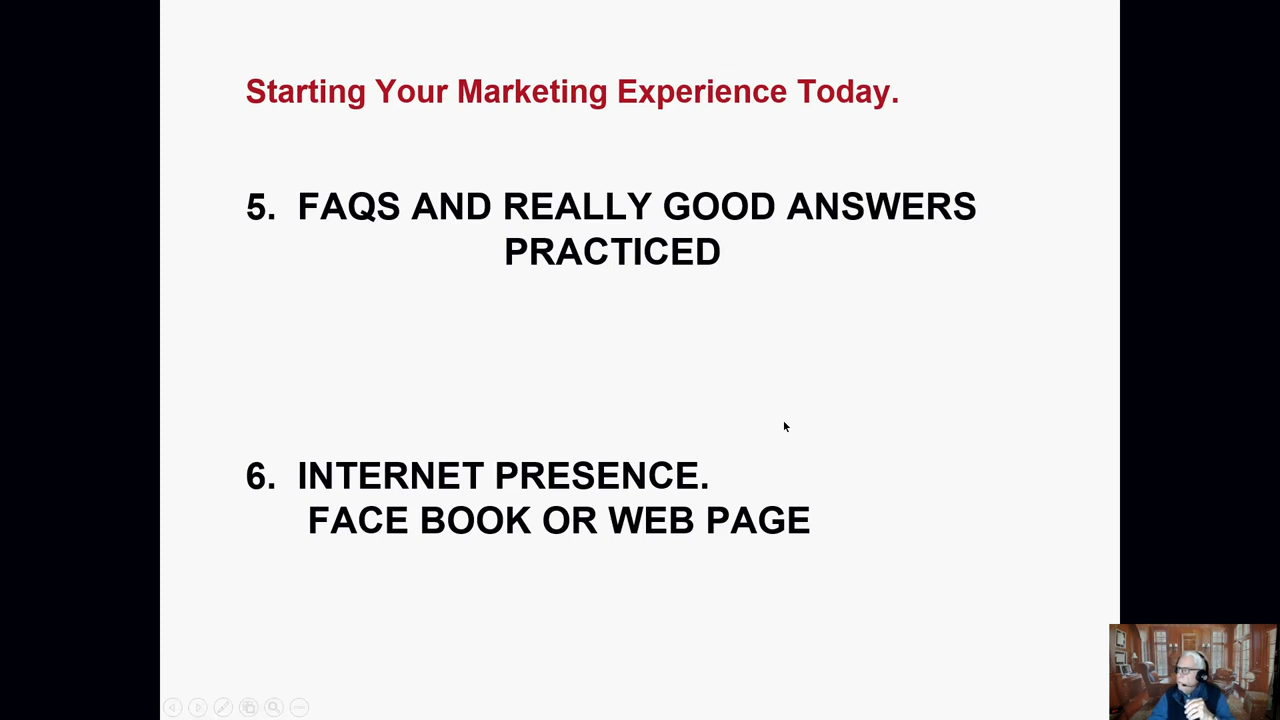 Starting Your Marketing Experience Today.
5. FAQS AND REALLY GOOD ANSWERS
PRACTICED
6. INTERNET PRESENCE.
FACE BOOK OR WEB PAGE